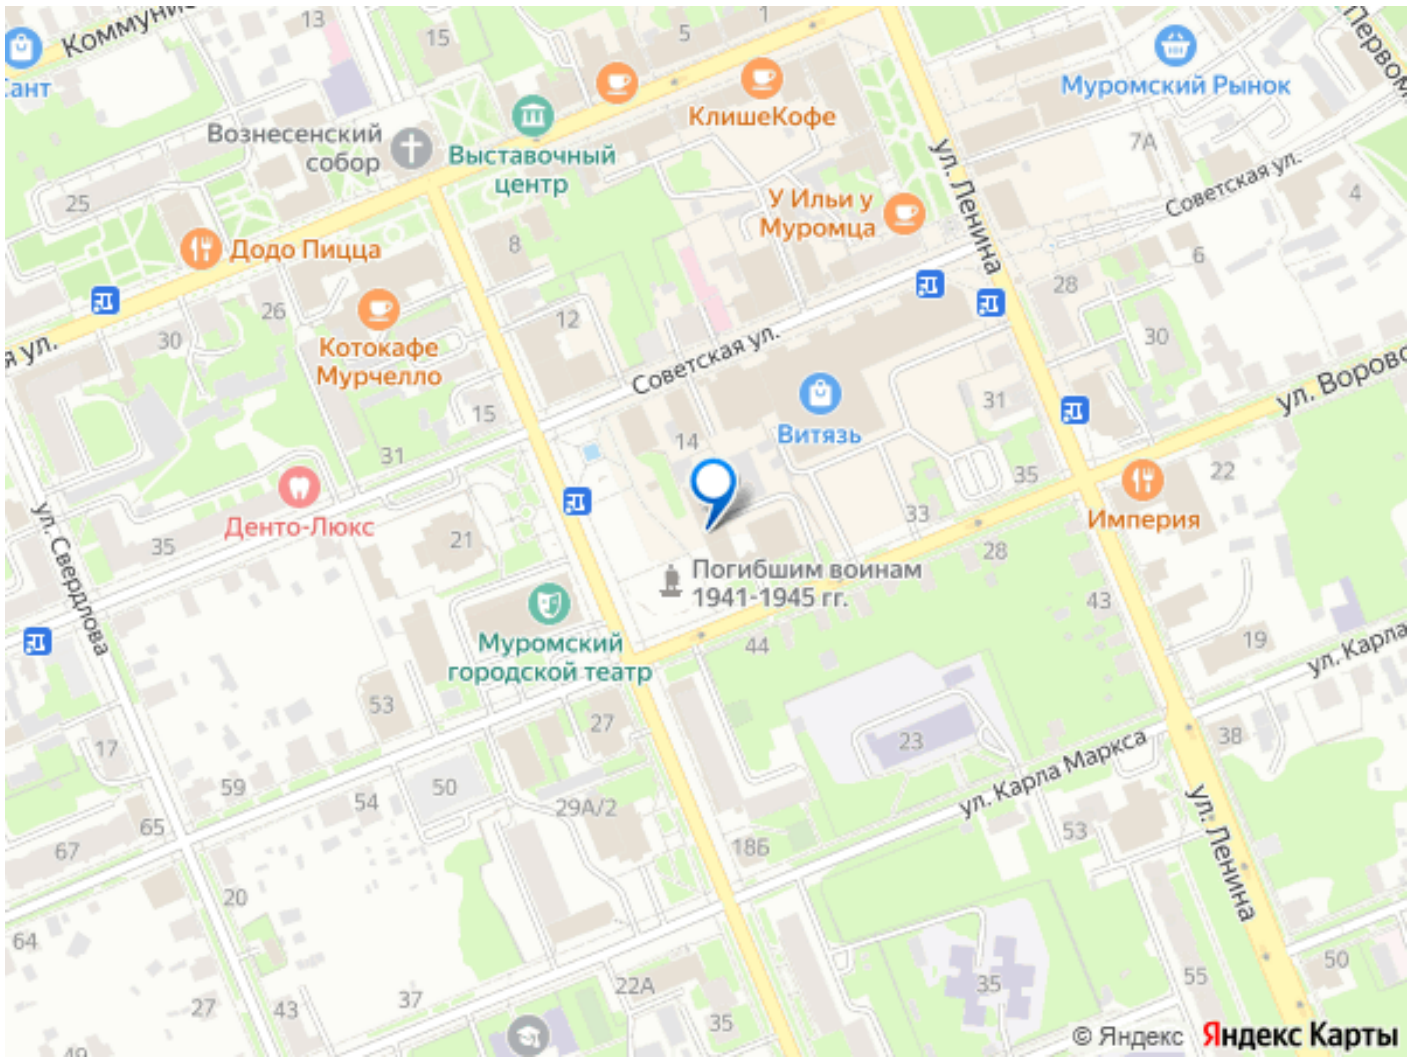 Коммуни
13
15
5
1
Сант
Первом
Муромский Рынок
КлишеКофе
Вознесенский
собор
Выставочный
центр
7А
ул. Ленина
Советская ул.
25
4
У Ильи у
Муромца
8
6
Додо Пицца
26
28
12
30
30
я ул.
Котокафе
Мурчелло
Советская ул.
ул. Воровс
15
31
Витязь
14
31
35
22
Денто-Люкс
33
Империя
ул. Свердлова
35
21
28
Погибшим воинам
1941-1945 гг.
43
19
ул. Карла
Муромский
городской театр
44
53
27
23
38
17
59
54
50
29А/2
ул. Карла Маркса
ул. Ленина
65
67
18Б
53
20
64
37
22А
35
35
55
50
27
43
49
© Яндекс
Яндекс Карты